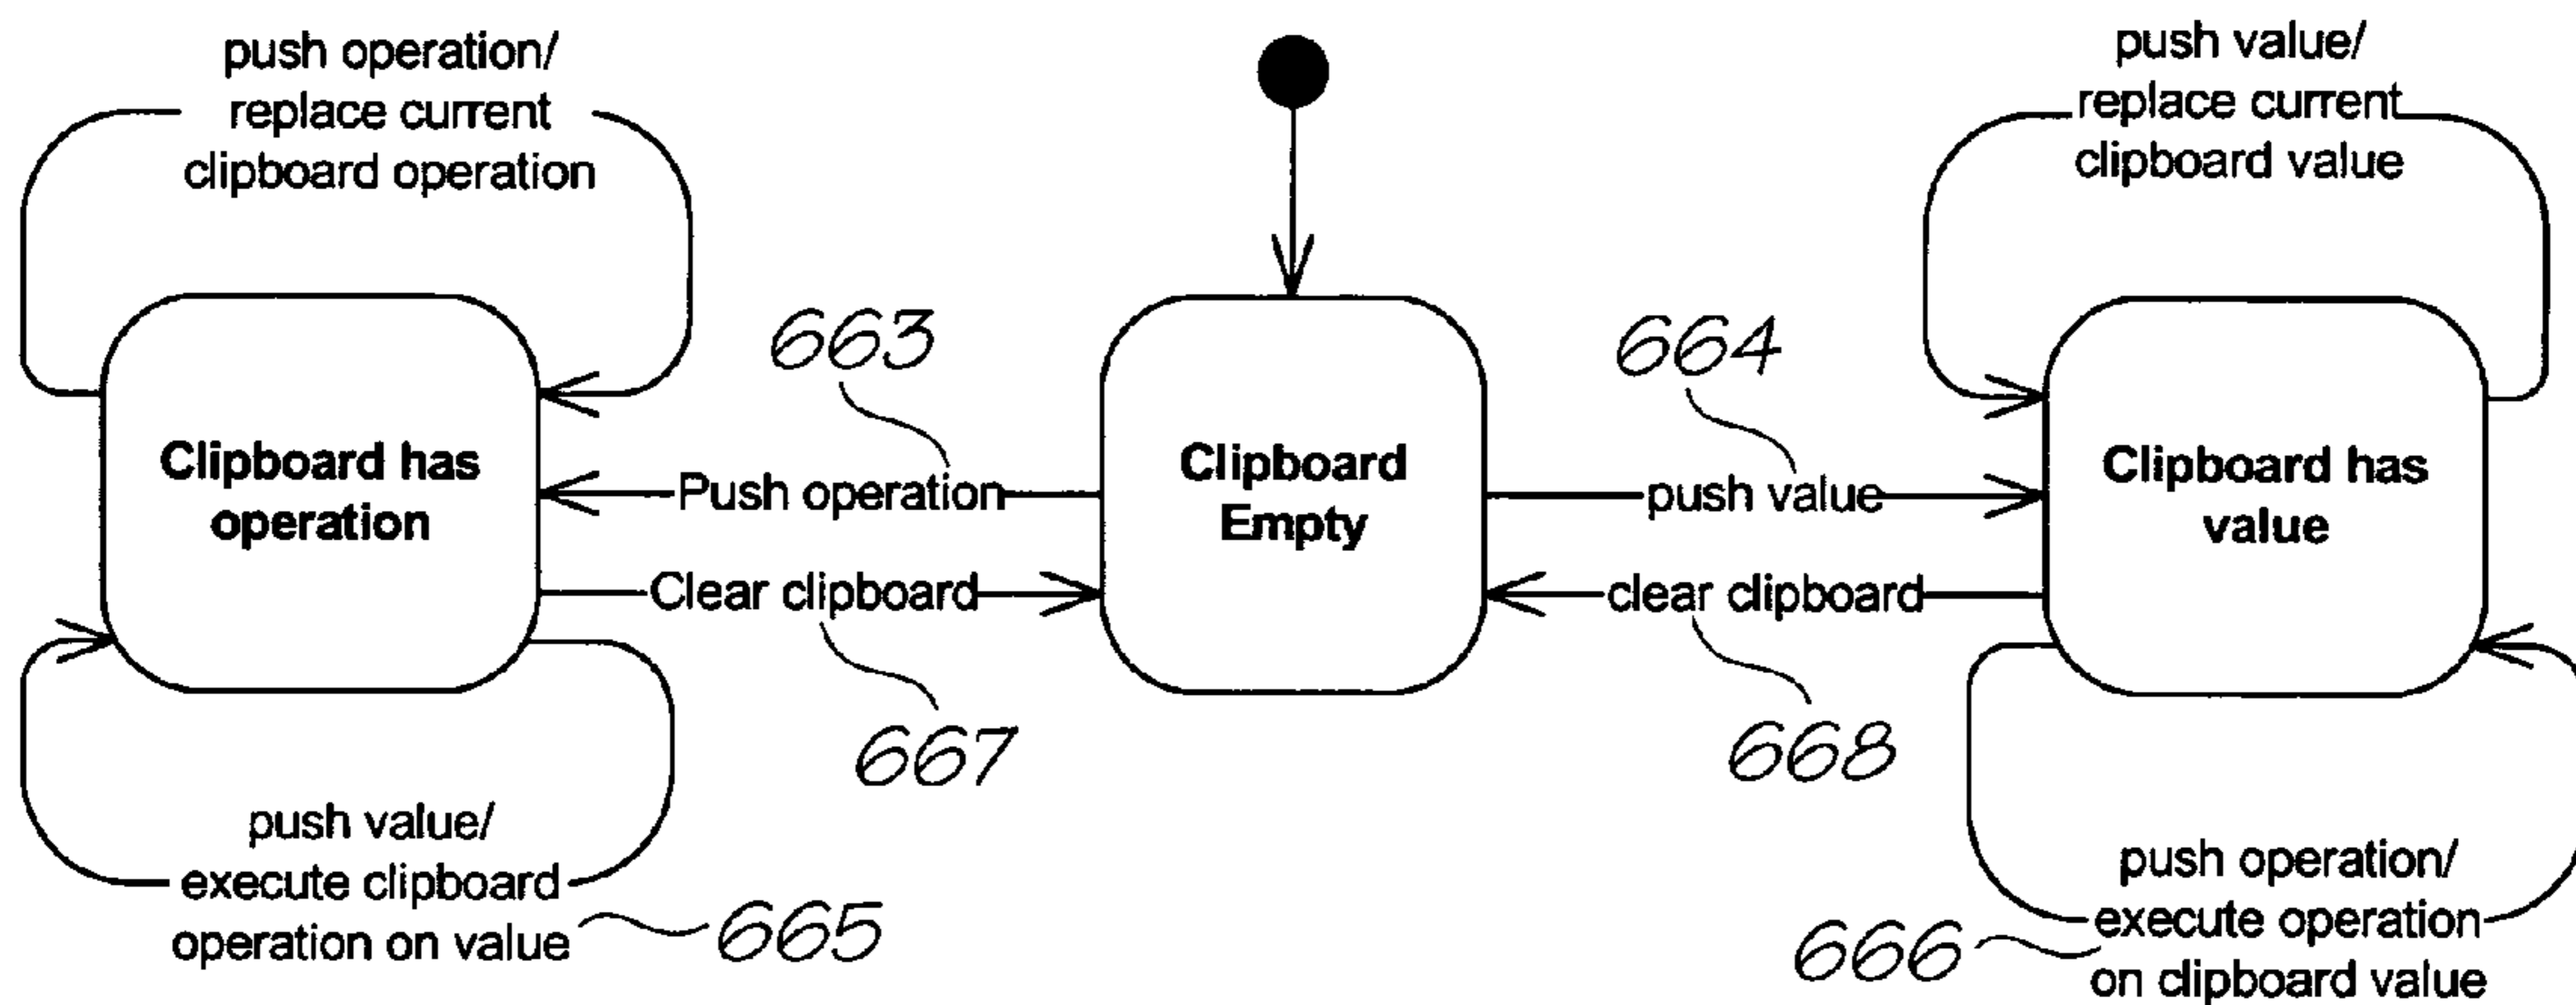 push operation/
replace current
clipboard operation
push value/
replace current
clipboard value
663
664
Clipboard has
operation
Push operation
Clipboard
Empty
push value
Clipboard has
value
Clear clipboard
clear clipboard
667
668
push value/
execute clipboard
operation on value
665
push operation/
execute operation
on clipboard value
666